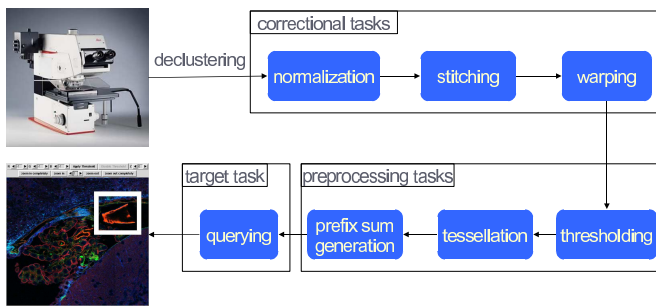 correctional tasks
declustering
normalization
stitching
warping
target task
preprocessing tasks
querying
prefix sum
generation
tessellation
thresholding